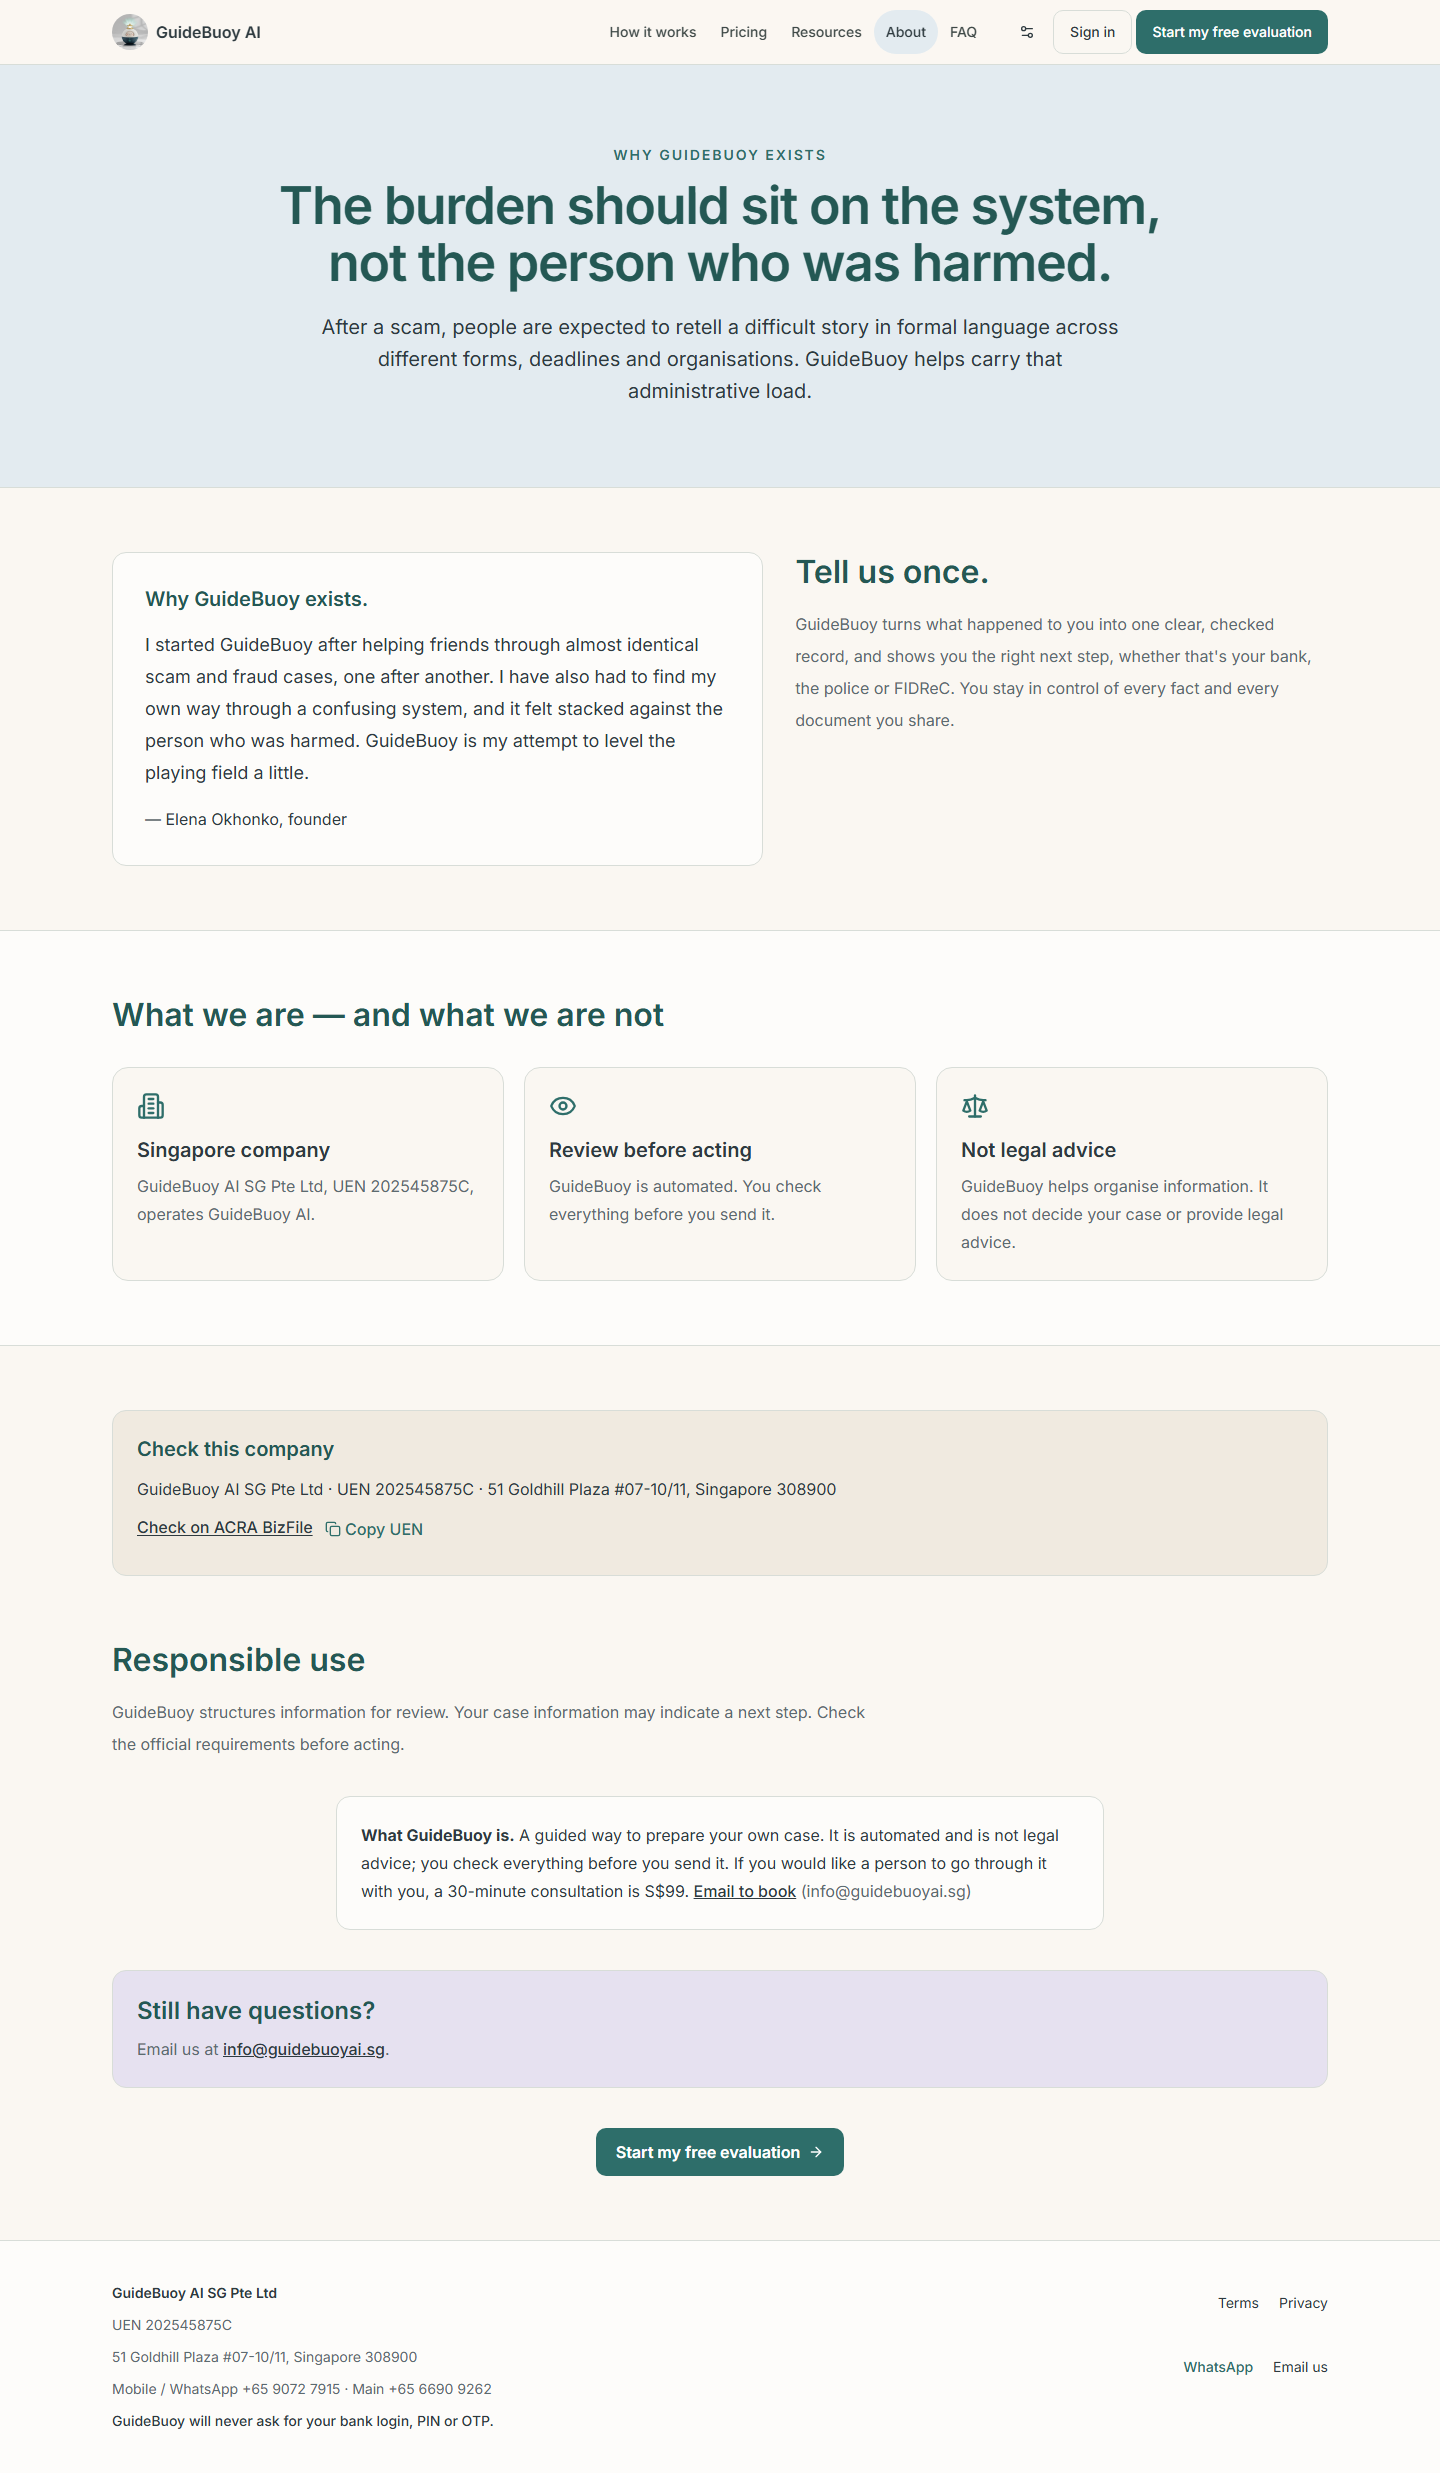 GuideBuoy AI
How it works
Pricing
Resources
About
FAQ
Sign in
Start my free evaluation
WHY GUIDEBUOY EXISTS
The burden should sit on the system,
not the person who was harmed.
After a scam, people are expected to retell a difficult story in formal language across
different forms, deadlines and organisations. GuideBuoy helps carry that
administrative load.
Why GuideBuoy exists.
I started GuideBuoy after helping friends through almost identical
scam and fraud cases, one after another. I have also had to find my
own way through a confusing system, and it felt stacked against the
person who was harmed. GuideBuoy is my attempt to level the
playing field a little.
— Elena Okhonko, founder
Tell us once.
GuideBuoy turns what happened to you into one clear, checked
record, and shows you the right next step, whether that's your bank,
the police or FIDReC. You stay in control of every fact and every
document you share.
What we are — and what we are not
Singapore company
GuideBuoy AI SG Pte Ltd, UEN 202545875C,
operates GuideBuoy AI.
Review before acting
GuideBuoy is automated. You check
everything before you send it.
Not legal advice
GuideBuoy helps organise information. It
does not decide your case or provide legal
advice.
Check this company
GuideBuoy AI SG Pte Ltd · UEN 202545875C · 51 Goldhill Plaza #07-10/11, Singapore 308900
Check on ACRA BizFile
Copy UEN
Responsible use
GuideBuoy structures information for review. Your case information may indicate a next step. Check
the official requirements before acting.
What GuideBuoy is. A guided way to prepare your own case. It is automated and is not legal
advice; you check everything before you send it. If you would like a person to go through it
with you, a 30-minute consultation is S$99. Email to book (info@guidebuoyai.sg)
Still have questions?
Email us at info@guidebuoyai.sg.
Start my free evaluation →
GuideBuoy AI SG Pte Ltd
UEN 202545875C
51 Goldhill Plaza #07-10/11, Singapore 308900
Mobile / WhatsApp +65 9072 7915 · Main +65 6690 9262
GuideBuoy will never ask for your bank login, PIN or OTP.
Terms
Privacy
WhatsApp
Email us